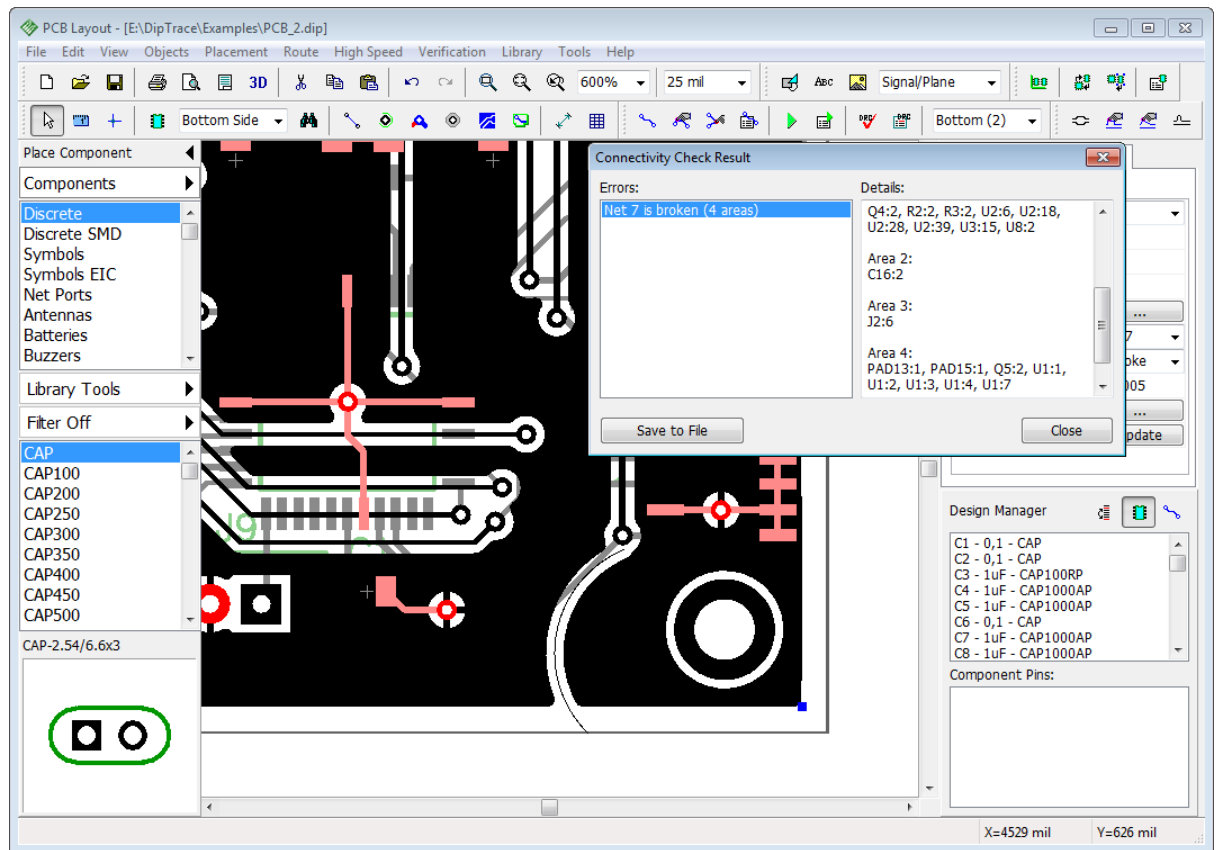 PCB Layout - [E:\DipTrace\Examples\PCB_2.dip]
File Edit View Objects Placement Route High Speed Verification Library Tools Help
3D 600% 25 mil ABC Signal/Plane
Bottom Side DRC DRC Bottom (2)
Place Component
Components
Discrete
Discrete SMD
Symbols
Symbols EIC
Net Ports
Antennas
Batteries
Buzzers
Library Tools
Filter Off
CAP
CAP100
CAP200
CAP250
CAP300
CAP350
CAP400
CAP450
CAP500
CAP-2.54/6.6x3
U9
Connectivity Check Result
Errors:
Net 7 is broken (4 areas)
Details:
Q4:2, R2:2, R3:2, U2:6, U2:18,
U2:28, U2:39, U3:15, U8:2
Area 2:
C16:2
Area 3:
J2:6
Area 4:
PAD13:1, PAD15:1, Q5:2, U1:1,
U1:2, U1:3, U1:4, U1:7
Save to File
Close
...
7
oke
005
...
pdate
Design Manager
C1 - 0,1 - CAP
C2 - 0,1 - CAP
C3 - 1uF - CAP100RP
C4 - 1uF - CAP1000AP
C5 - 1uF - CAP1000AP
C6 - 0,1 - CAP
C7 - 1uF - CAP1000AP
C8 - 1uF - CAP1000AP
Component Pins:
X=4529 mil Y=626 mil